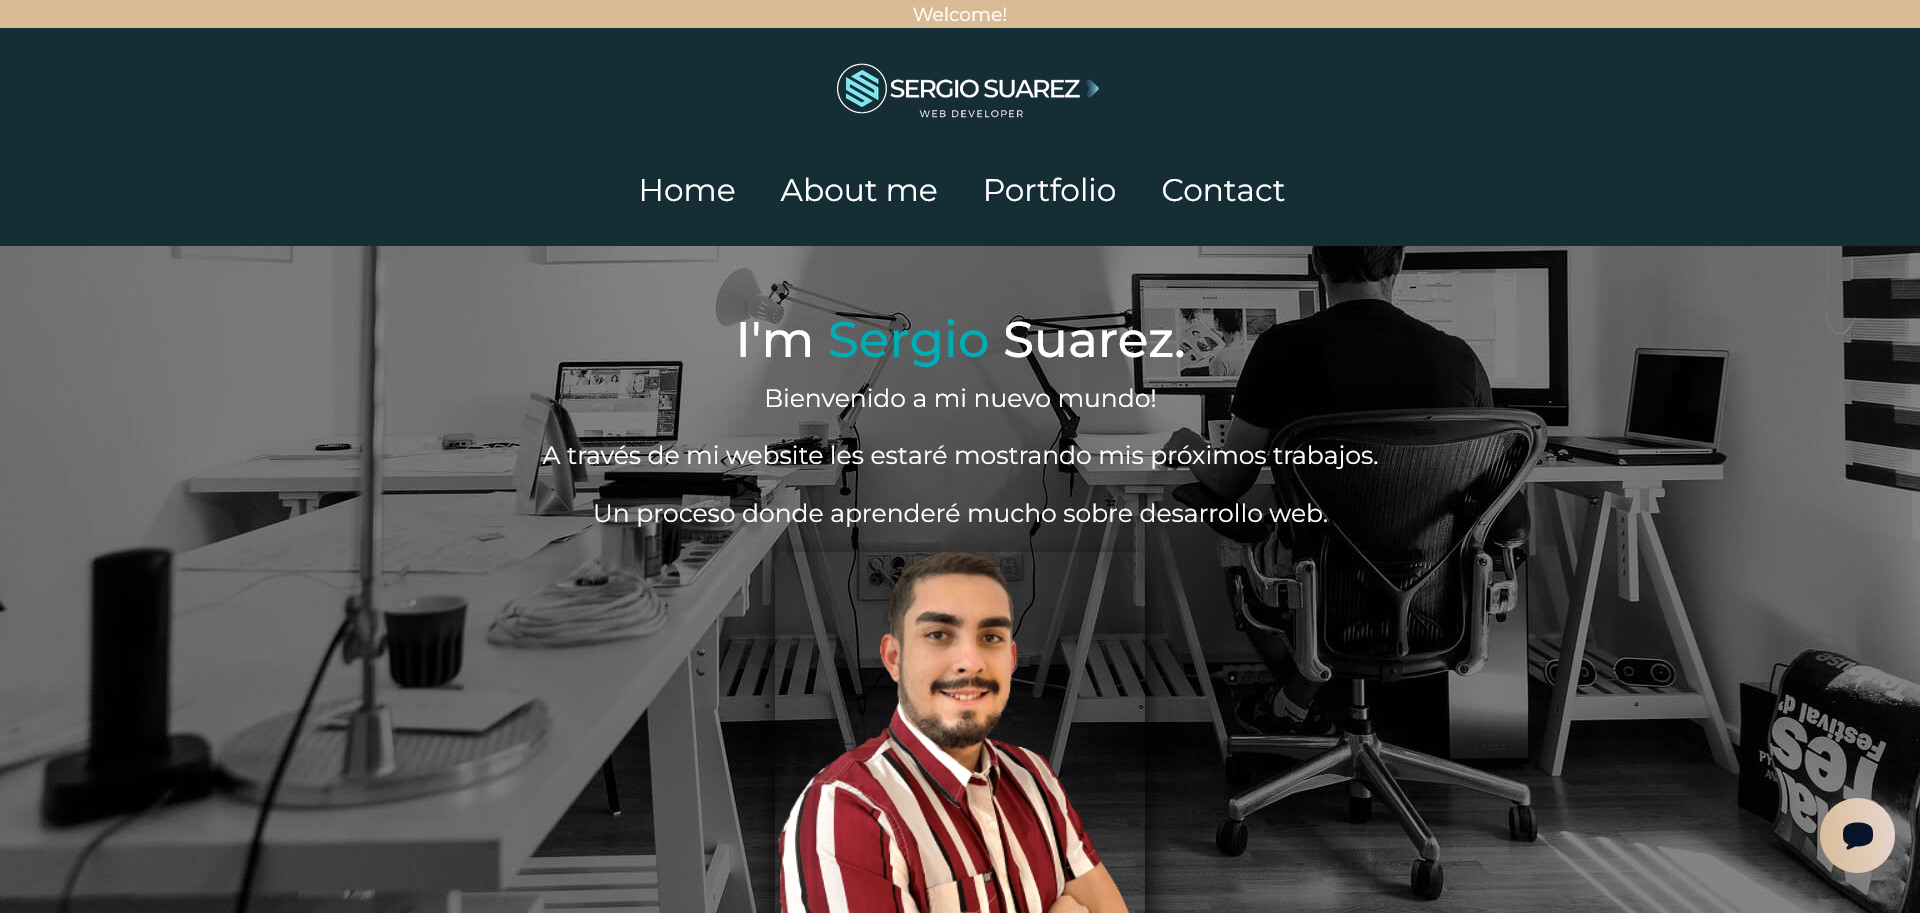 Welcome!
SERGIO SUAREZ
WEB DEVELOPER
Home About me Portfolio Contact
I'm Sergio Suarez.
Bienvenido a mi nuevo mundo!
A través de mi website les estaré mostrando mis próximos trabajos.
Un proceso donde aprenderé mucho sobre desarrollo web.
Festival d'